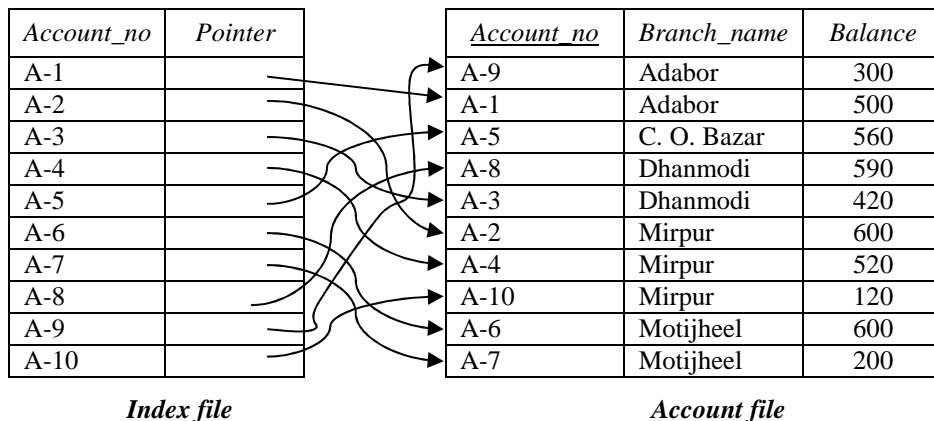 Account_no Pointer
A-1
A-2
A-3
A-4
A-5
A-6
A-7
A-8
A-9
A-10
Index file
Account_no Branch_name Balance
A-9 Adabor 300
A-1 Adabor 500
A-5 C. O. Bazar 560
A-8 Dhanmodi 590
A-3 Dhanmodi 420
A-2 Mirpur 600
A-4 Mirpur 520
A-10 Mirpur 120
A-6 Motijheel 600
A-7 Motijheel 200
Account file